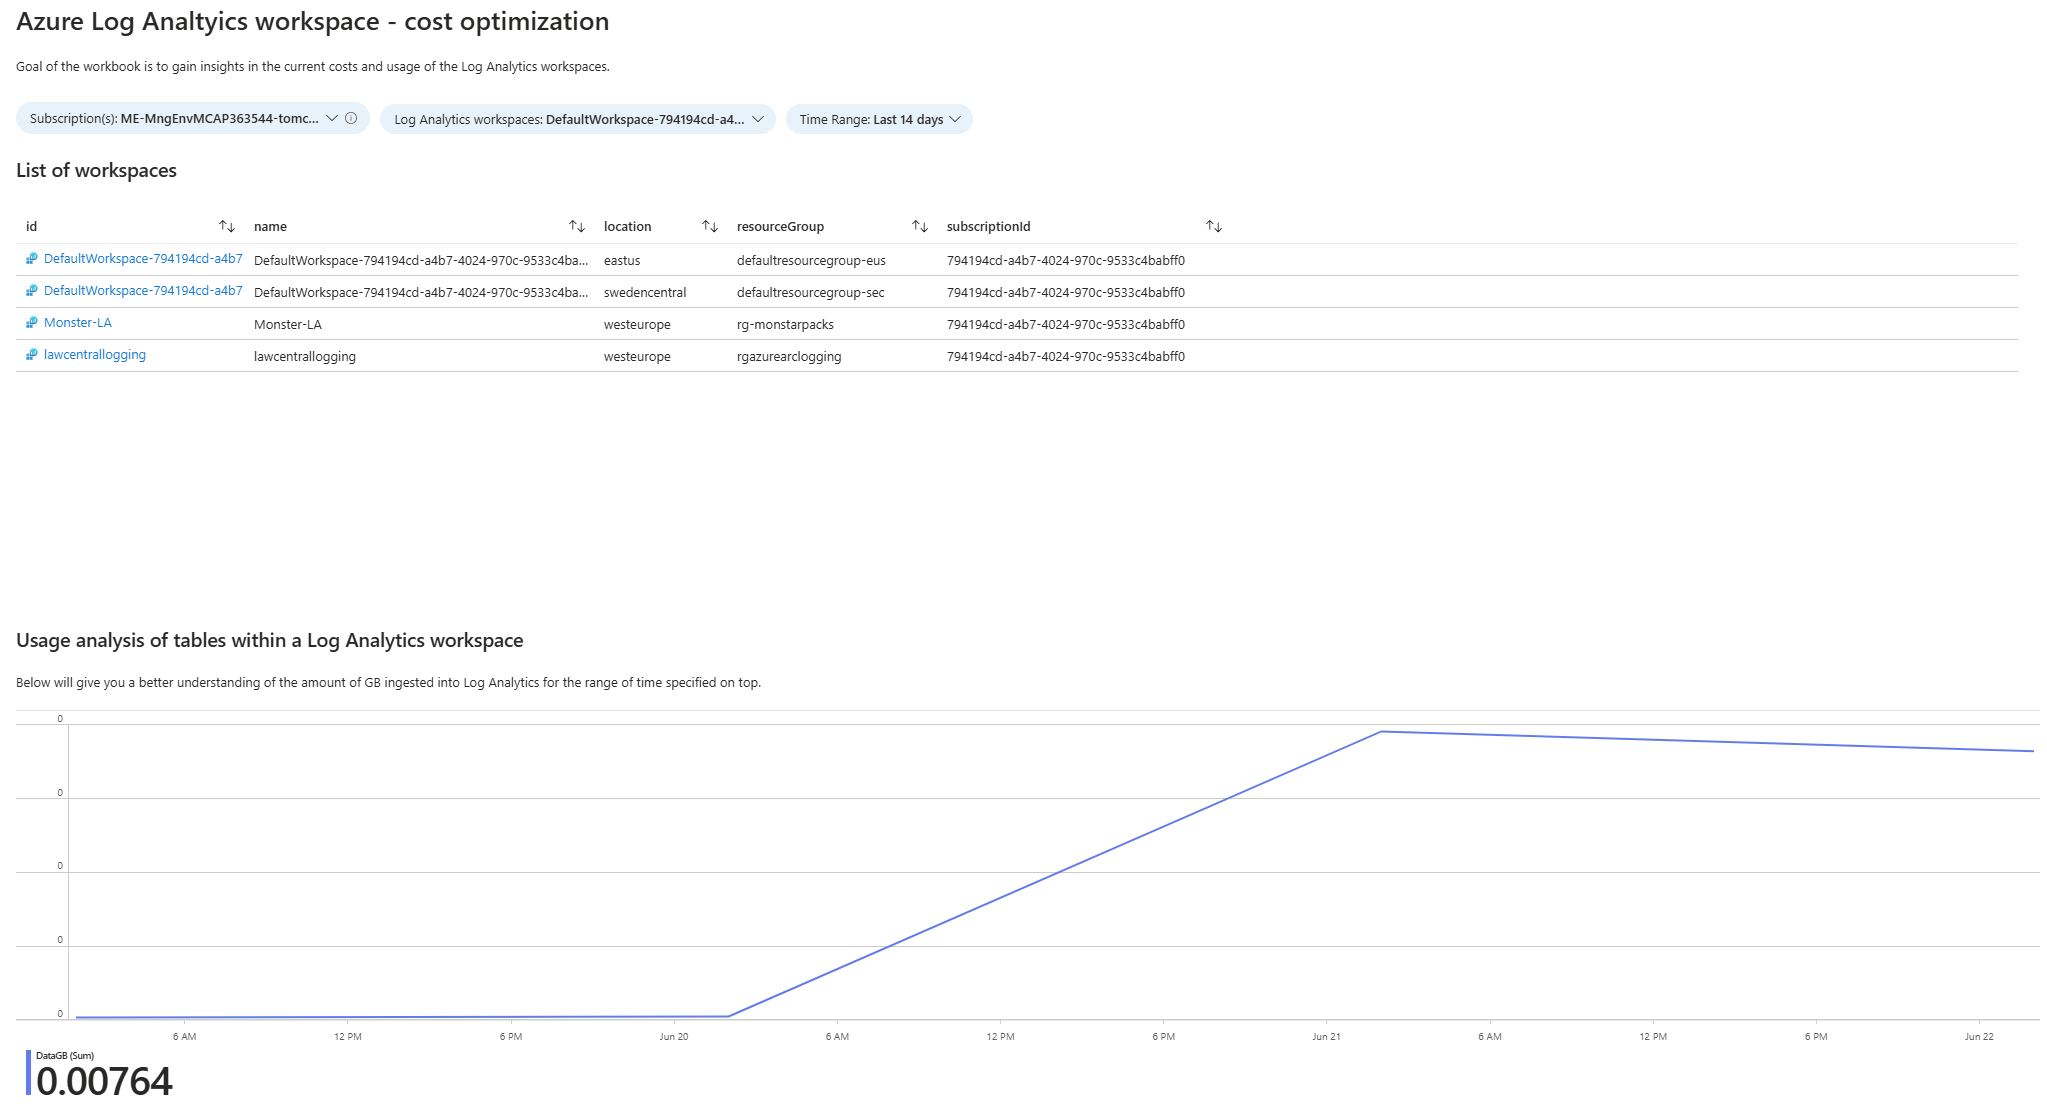 Azure Log Analtyics workspace - cost optimization
Goal of the workbook is to gain insights in the current costs and usage of the Log Analytics workspaces.
Subscription(s): ME-MngEnvMCAP363544-tomc... Log Analytics workspaces: DefaultWorkspace-794194cd-a4... Time Range: Last 14 days
List of workspaces
id name location resourceGroup subscriptionId
DefaultWorkspace-794194cd-a4b7 DefaultWorkspace-794194cd-a4b7-4024-970c-9533c4ba... eastus defaultresourcegroup-eus 794194cd-a4b7-4024-970c-9533c4babff0
DefaultWorkspace-794194cd-a4b7 DefaultWorkspace-794194cd-a4b7-4024-970c-9533c4ba... swedencentral defaultresourcegroup-sec 794194cd-a4b7-4024-970c-9533c4babff0
Monster-LA Monster-LA westeurope rg-monstarpacks 794194cd-a4b7-4024-970c-9533c4babff0
lawcentrallogging lawcentrallogging westeurope rgazurearclogging 794194cd-a4b7-4024-970c-9533c4babff0
Usage analysis of tables within a Log Analytics workspace
Below will give you a better understanding of the amount of GB ingested into Log Analytics for the range of time specified on top.
0
0
0
0
0
6 AM 12 PM 6 PM Jun 20 6 AM 12 PM 6 PM Jun 21 6 AM 12 PM 6 PM Jun 22
DataGB (Sum)
0.00764